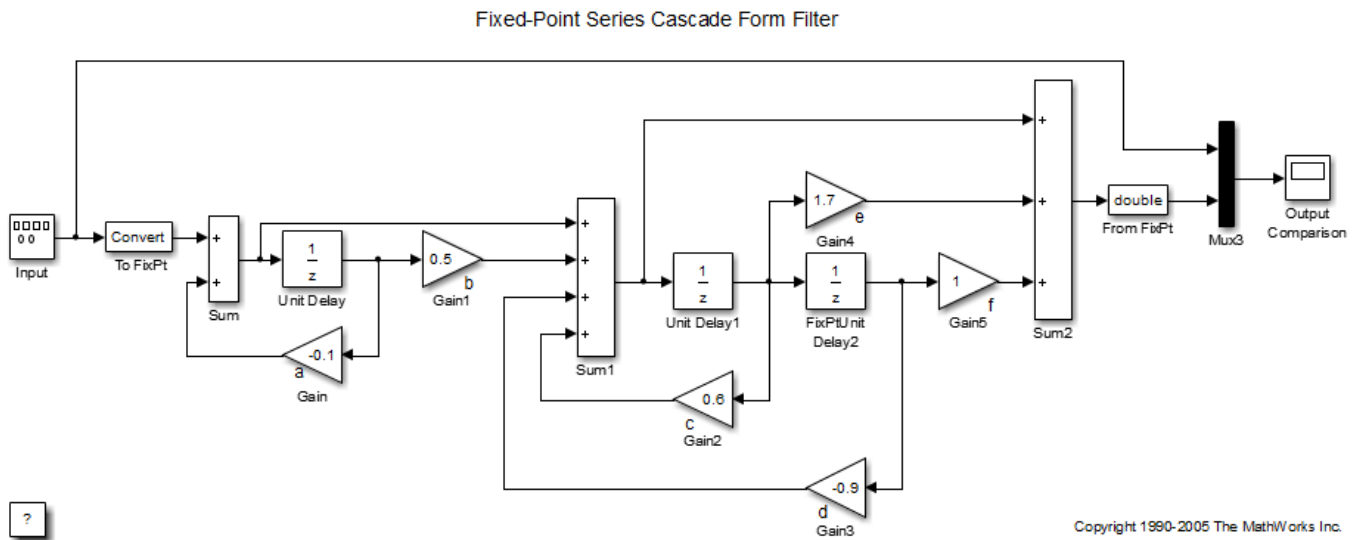 Fixed-Point Series Cascade Form Filter
Input
Convert
To FixPt
+
+
Sum
1
z
Unit Delay
0.5
b
Gain1
-0.1
a
Gain
+
+
+
+
Sum1
1
z
Unit Delay1
1.7
e
Gain4
1
z
FixPtUnit
Delay2
0.6
c
Gain2
-0.9
d
Gain3
1
f
Gain5
+
+
+
Sum2
double
From FixPt
Mux3
Output
Comparison
?
Copyright 1990-2005 The MathWorks Inc.